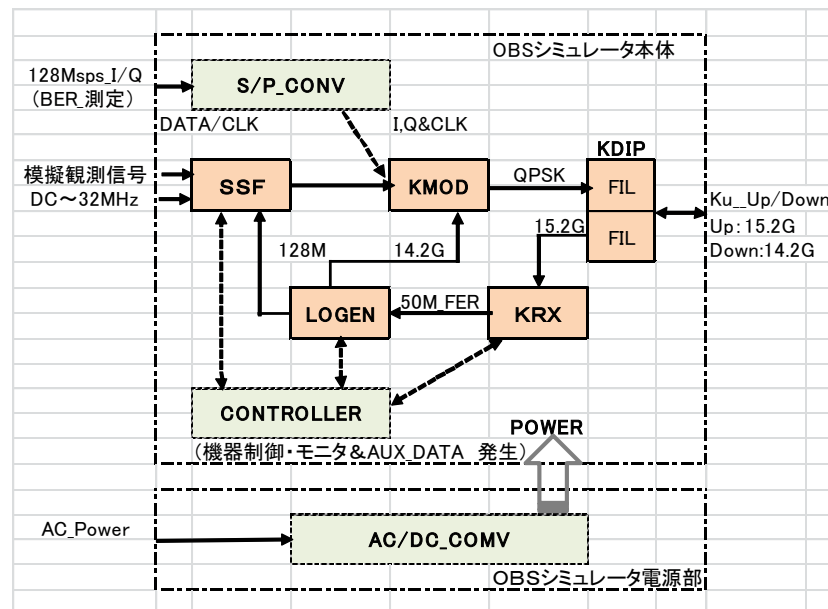 OBSシミュレータ本体
128Msps_I/Q
(BER_測定)
S/P_CONV
DATA/CLK
I,Q&CLK
KDIP
模擬観測信号
DC～32MHz
SSF
KMOD
QPSK
FIL
FIL
Ku__Up/Down
Up：15.2G
Down:14.2G
15.2G
128M
14.2G
LOGEN
50M_FER
KRX
CONTROLLER
(機器制御・モニタ&AUX_DATA 発生)
POWER
AC_Power
AC/DC_COMV
OBSシミュレータ電源部